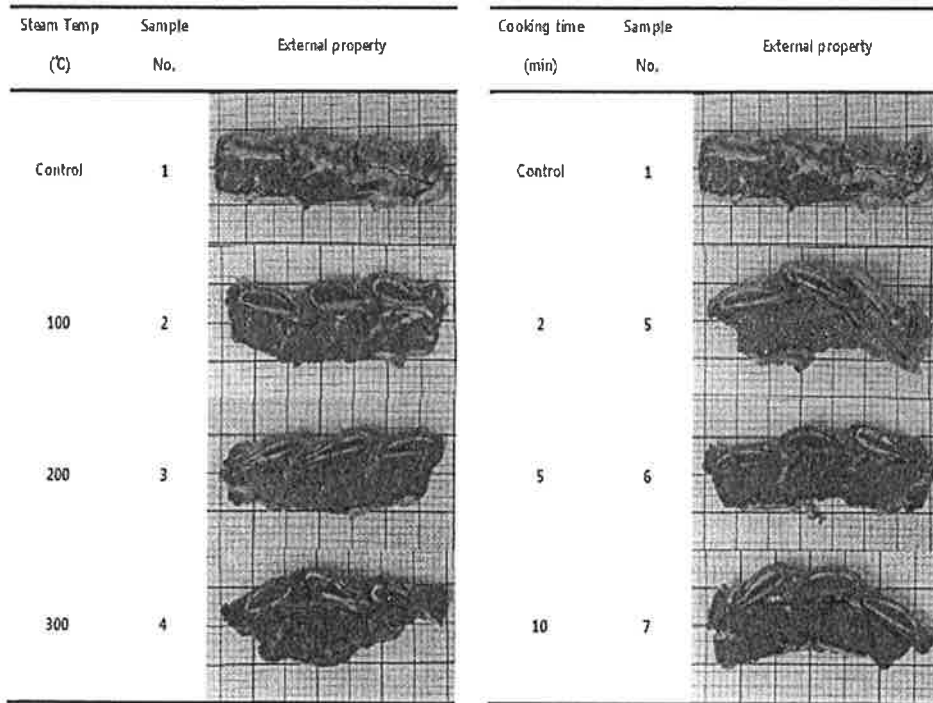 Steam Temp Sample External property
(℃) No.
Control 1
100 2
200 3
300 4
Cooking time Sample External property
(min) No.
Control 1
2 5
5 6
10 7